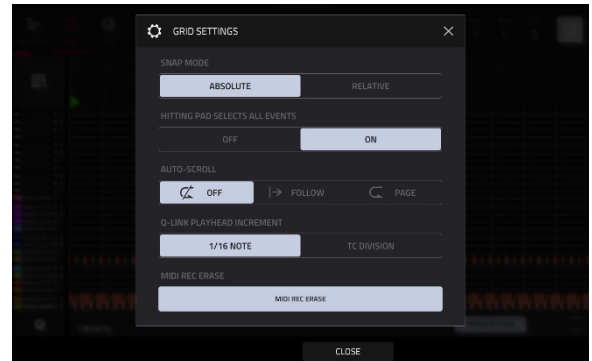 GRID SETTINGS
SNAP MODE
ABSOLUTE RELATIVE
HITTING PAD SELECTS ALL EVENTS
OFF ON
AUTO-SCROLL
OFF FOLLOW PAGE
Q-LINK PLAYHEAD INCREMENT
1/16 NOTE TC DIVISION
MIDI REC ERASE
MIDI REC ERASE
CLOSE